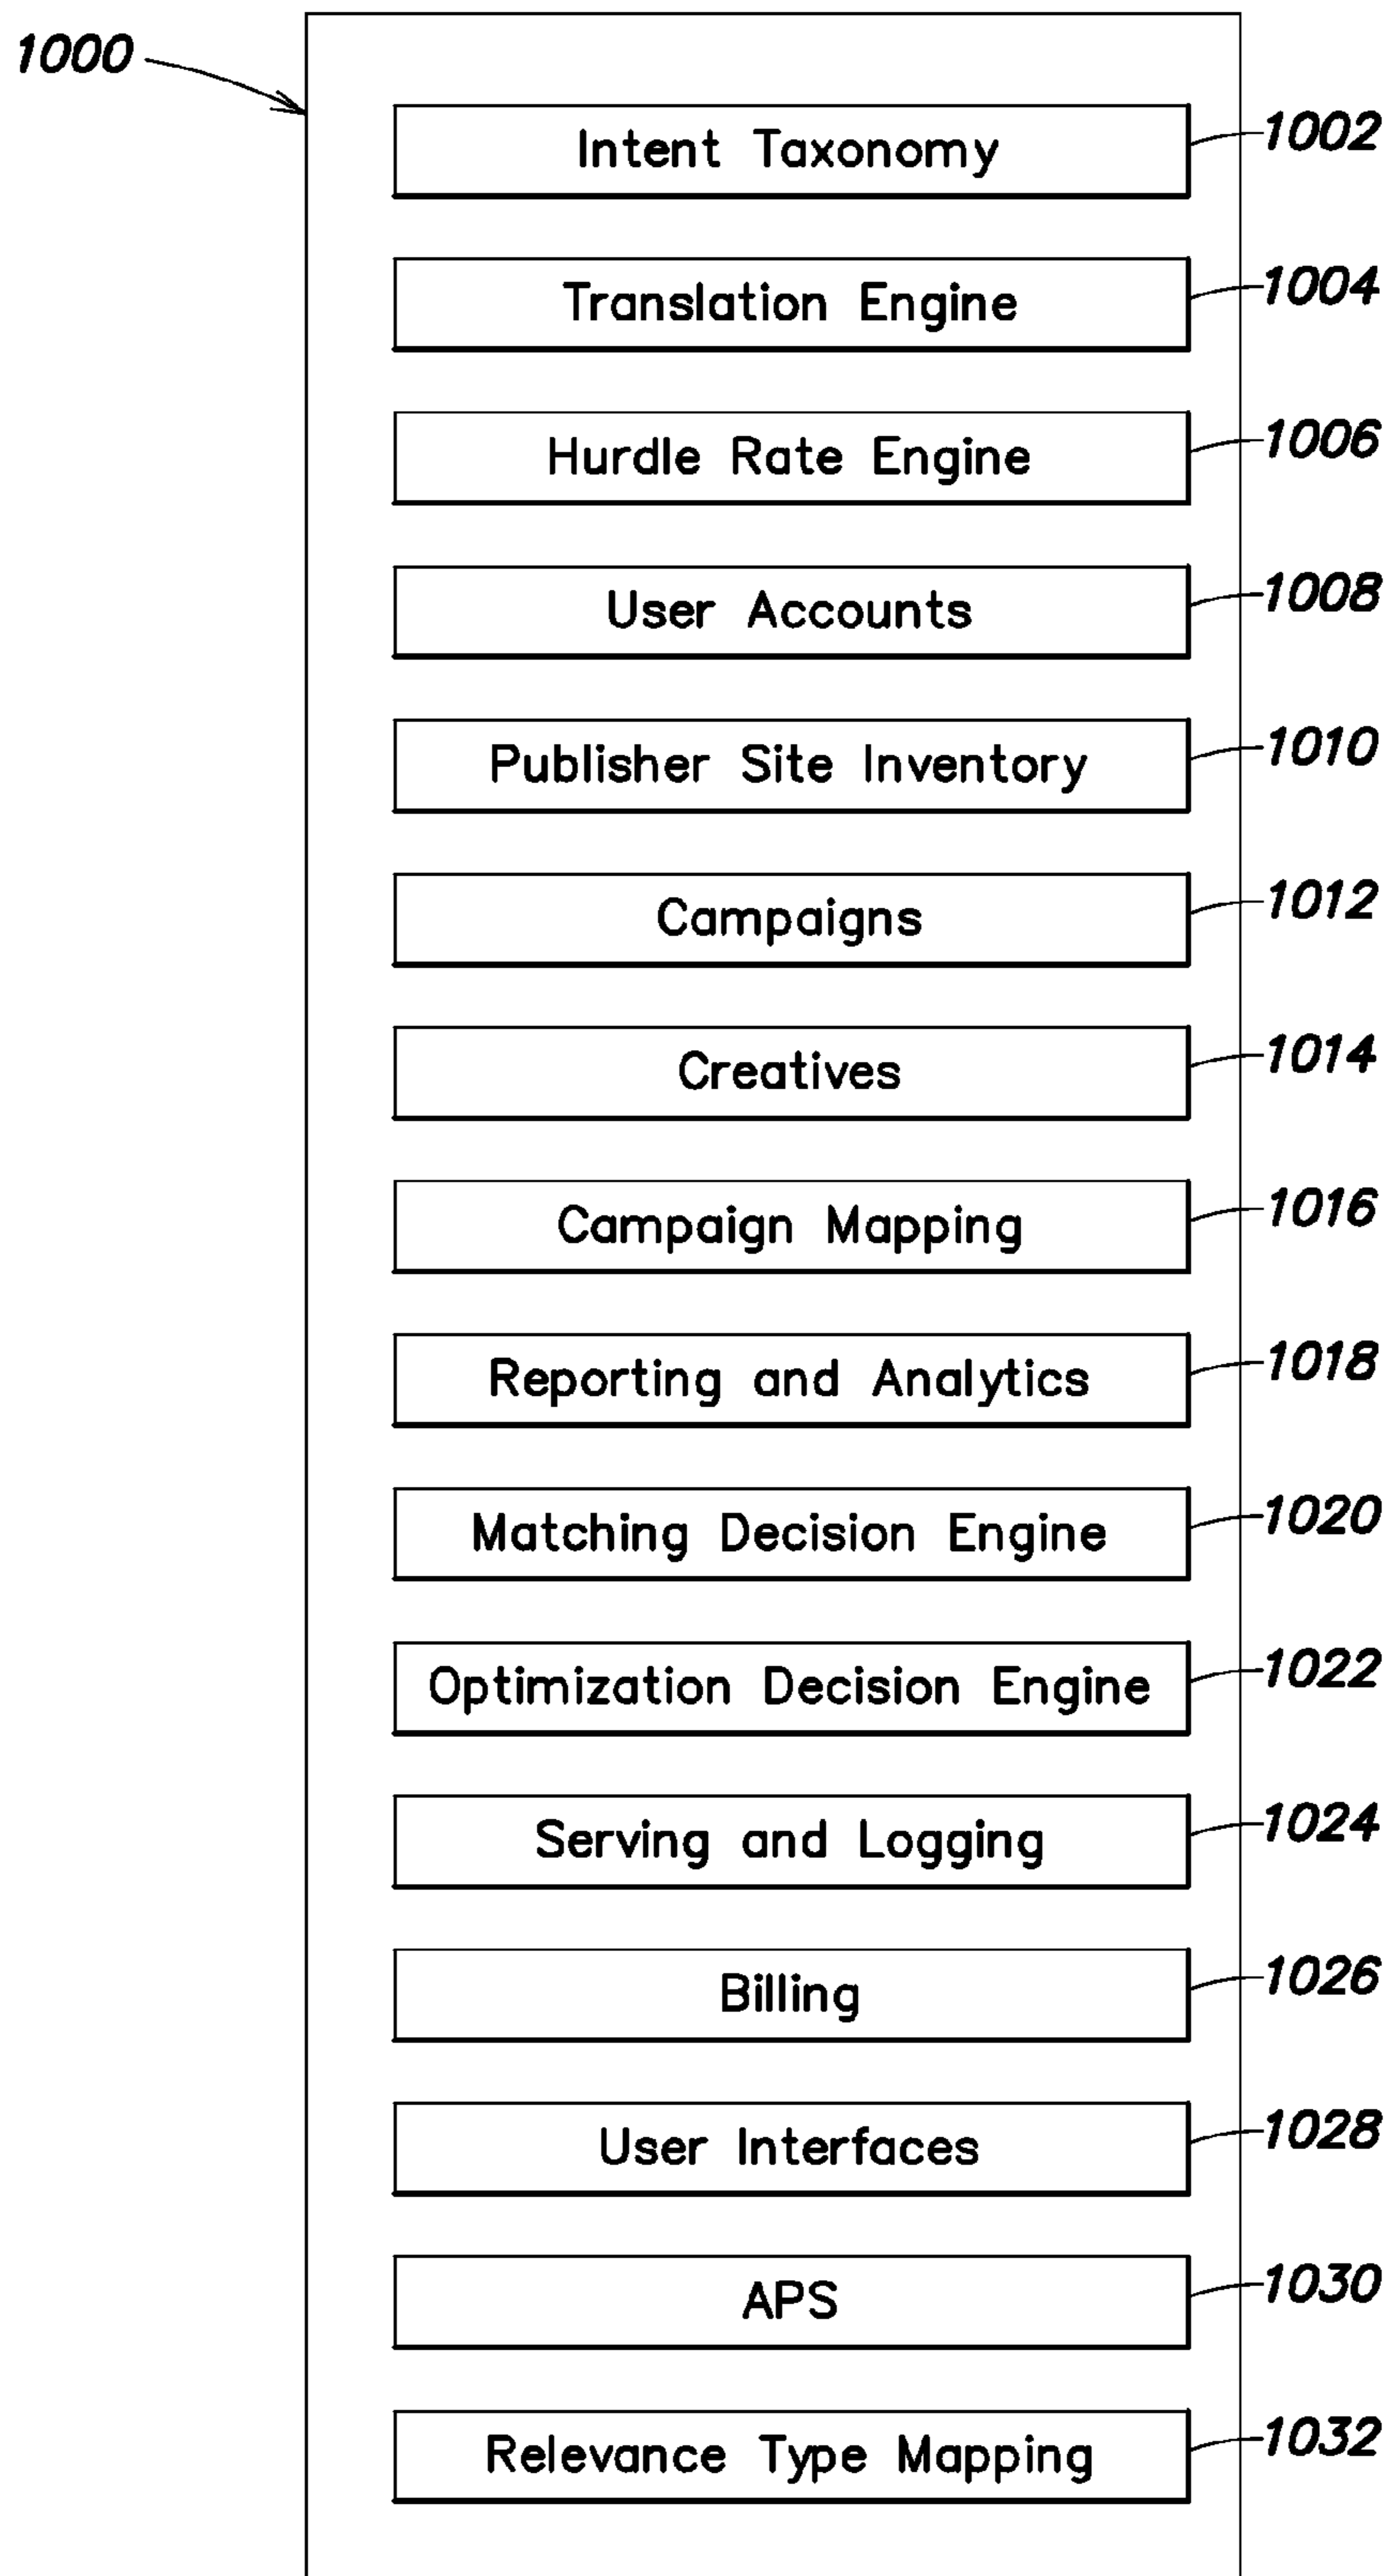 1000
Intent Taxonomy 1002
Translation Engine 1004
Hurdle Rate Engine 1006
User Accounts 1008
Publisher Site Inventory 1010
Campaigns 1012
Creatives 1014
Campaign Mapping 1016
Reporting and Analytics 1018
Matching Decision Engine 1020
Optimization Decision Engine 1022
Serving and Logging 1024
Billing 1026
User Interfaces 1028
APS 1030
Relevance Type Mapping 1032